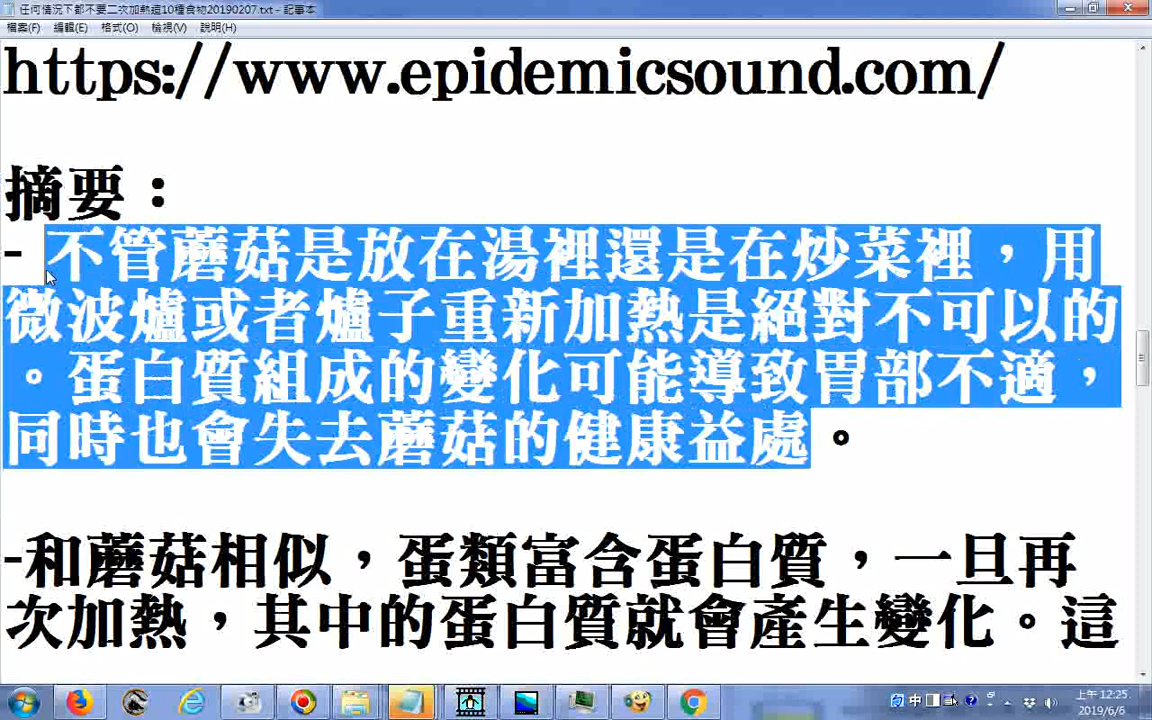 任何情況下都不要二次加熱這10種食物20190207.txt - 記事本
檔案(F) 編輯(E) 格式(O) 檢視(V) 說明(H)
https://www.epidemicsound.com/
摘要：
- 不管蘑菇是放在湯裡還是在炒菜裡，用
微波爐或者爐子重新加熱是絕對不可以的
。蛋白質組成的變化可能導致胃部不適，
同時也會失去蘑菇的健康益處。
-和蘑菇相似，蛋類富含蛋白質，一旦再
次加熱，其中的蛋白質就會產生變化。這
中
上午 12:25
2019/6/6